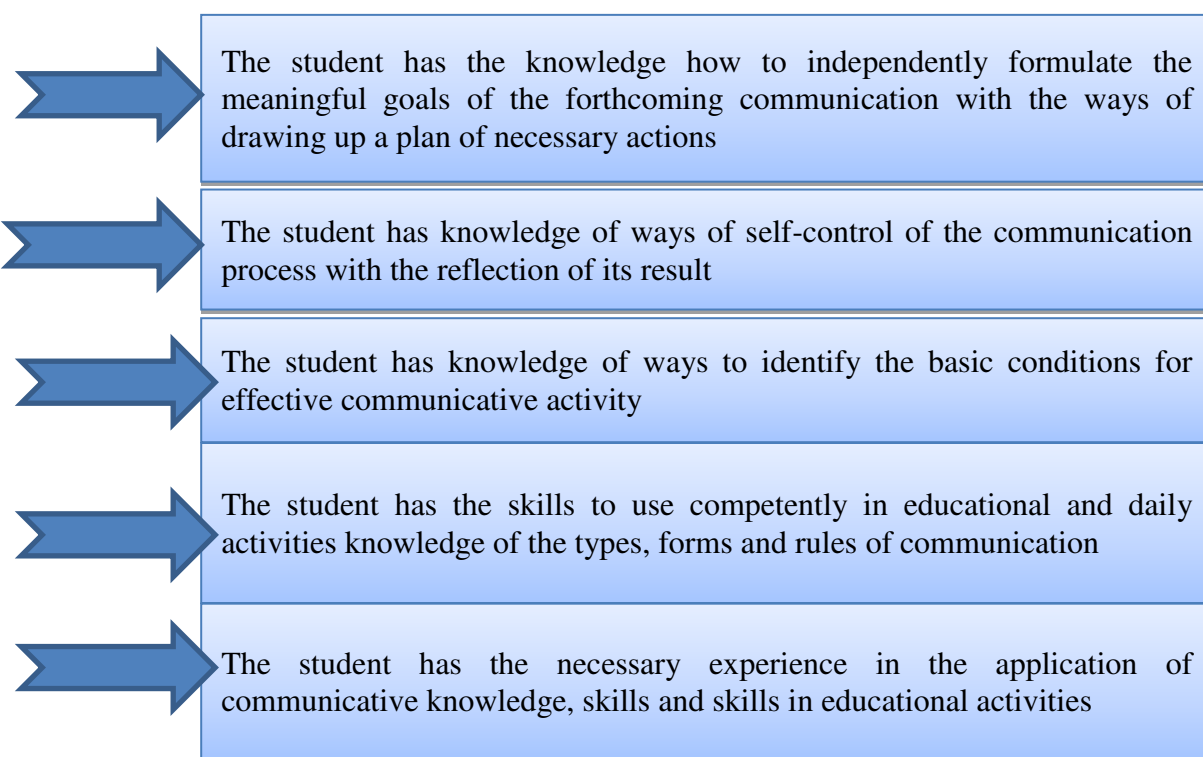 The student has the knowledge how to independently formulate the
meaningful goals of the forthcoming communication with the ways of
drawing up a plan of necessary actions
The student has knowledge of ways of self-control of the communication
process with the reflection of its result
The student has knowledge of ways to identify the basic conditions for
effective communicative activity
The student has the skills to use competently in educational and daily
activities knowledge of the types, forms and rules of communication
The student has the necessary experience in the application of
communicative knowledge, skills and skills in educational activities